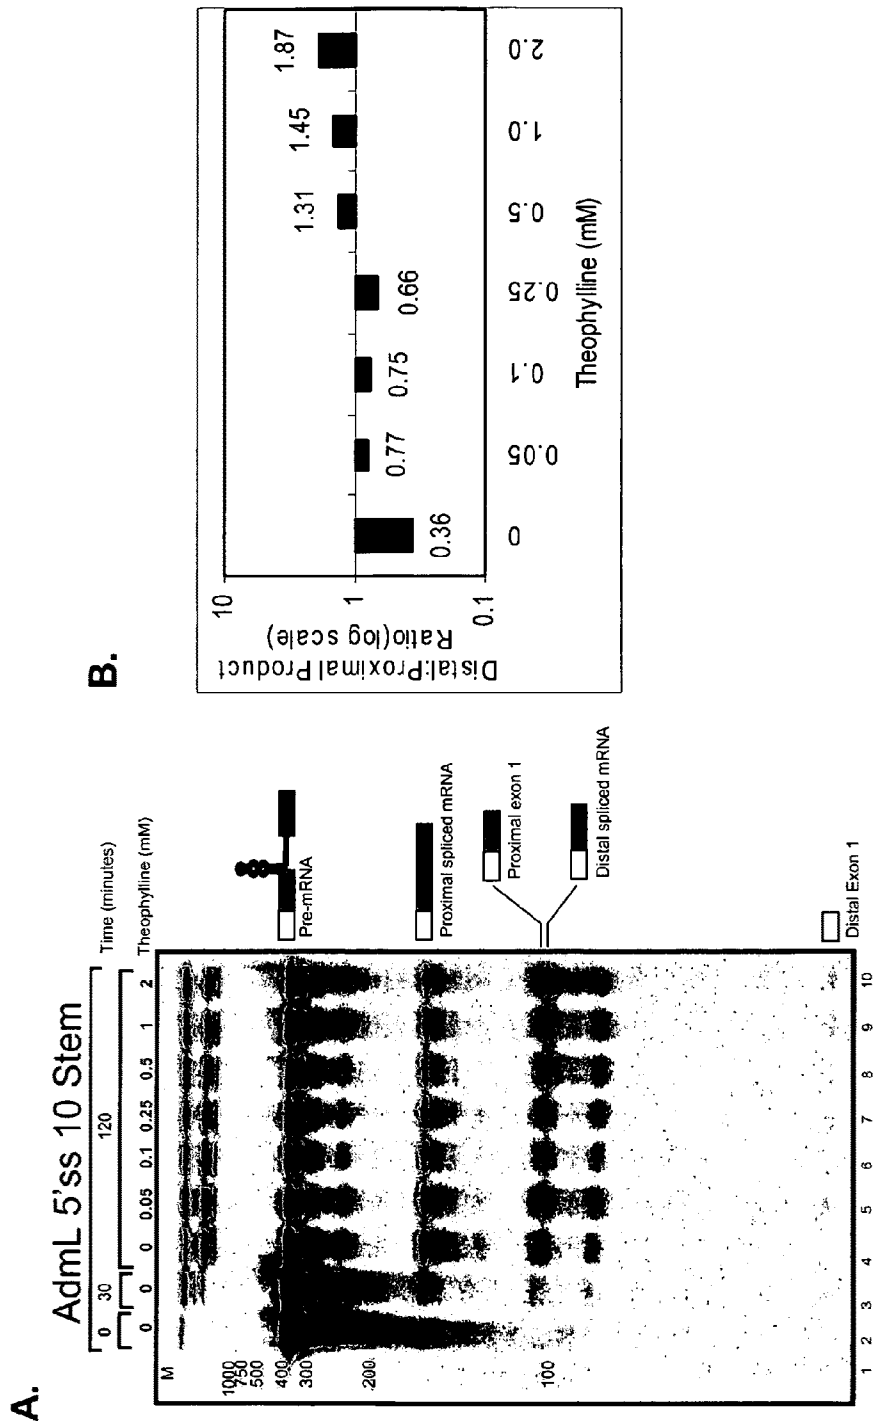 A.
AdmL 5'ss 10 Stem
0 30 120 Time (minutes)
0 0 0 0.05 0.1 0.25 0.5 1 2 Theophylline (mM)
M
1000
750
500
400
300
200
100
Pre-mRNA
Proximal spliced mRNA
Proximal exon 1
Distal spliced mRNA
Distal Exon 1
1 2 3 4 5 6 7 8 9 10
B.
Distal:Proximal Product
Ratio(log scale)
10
1
0.1
0.36 0.77 0.75 0.66 1.31 1.45 1.87
0 0.05 0.1 0.25 0.5 1.0 2.0
Theophylline (mM)